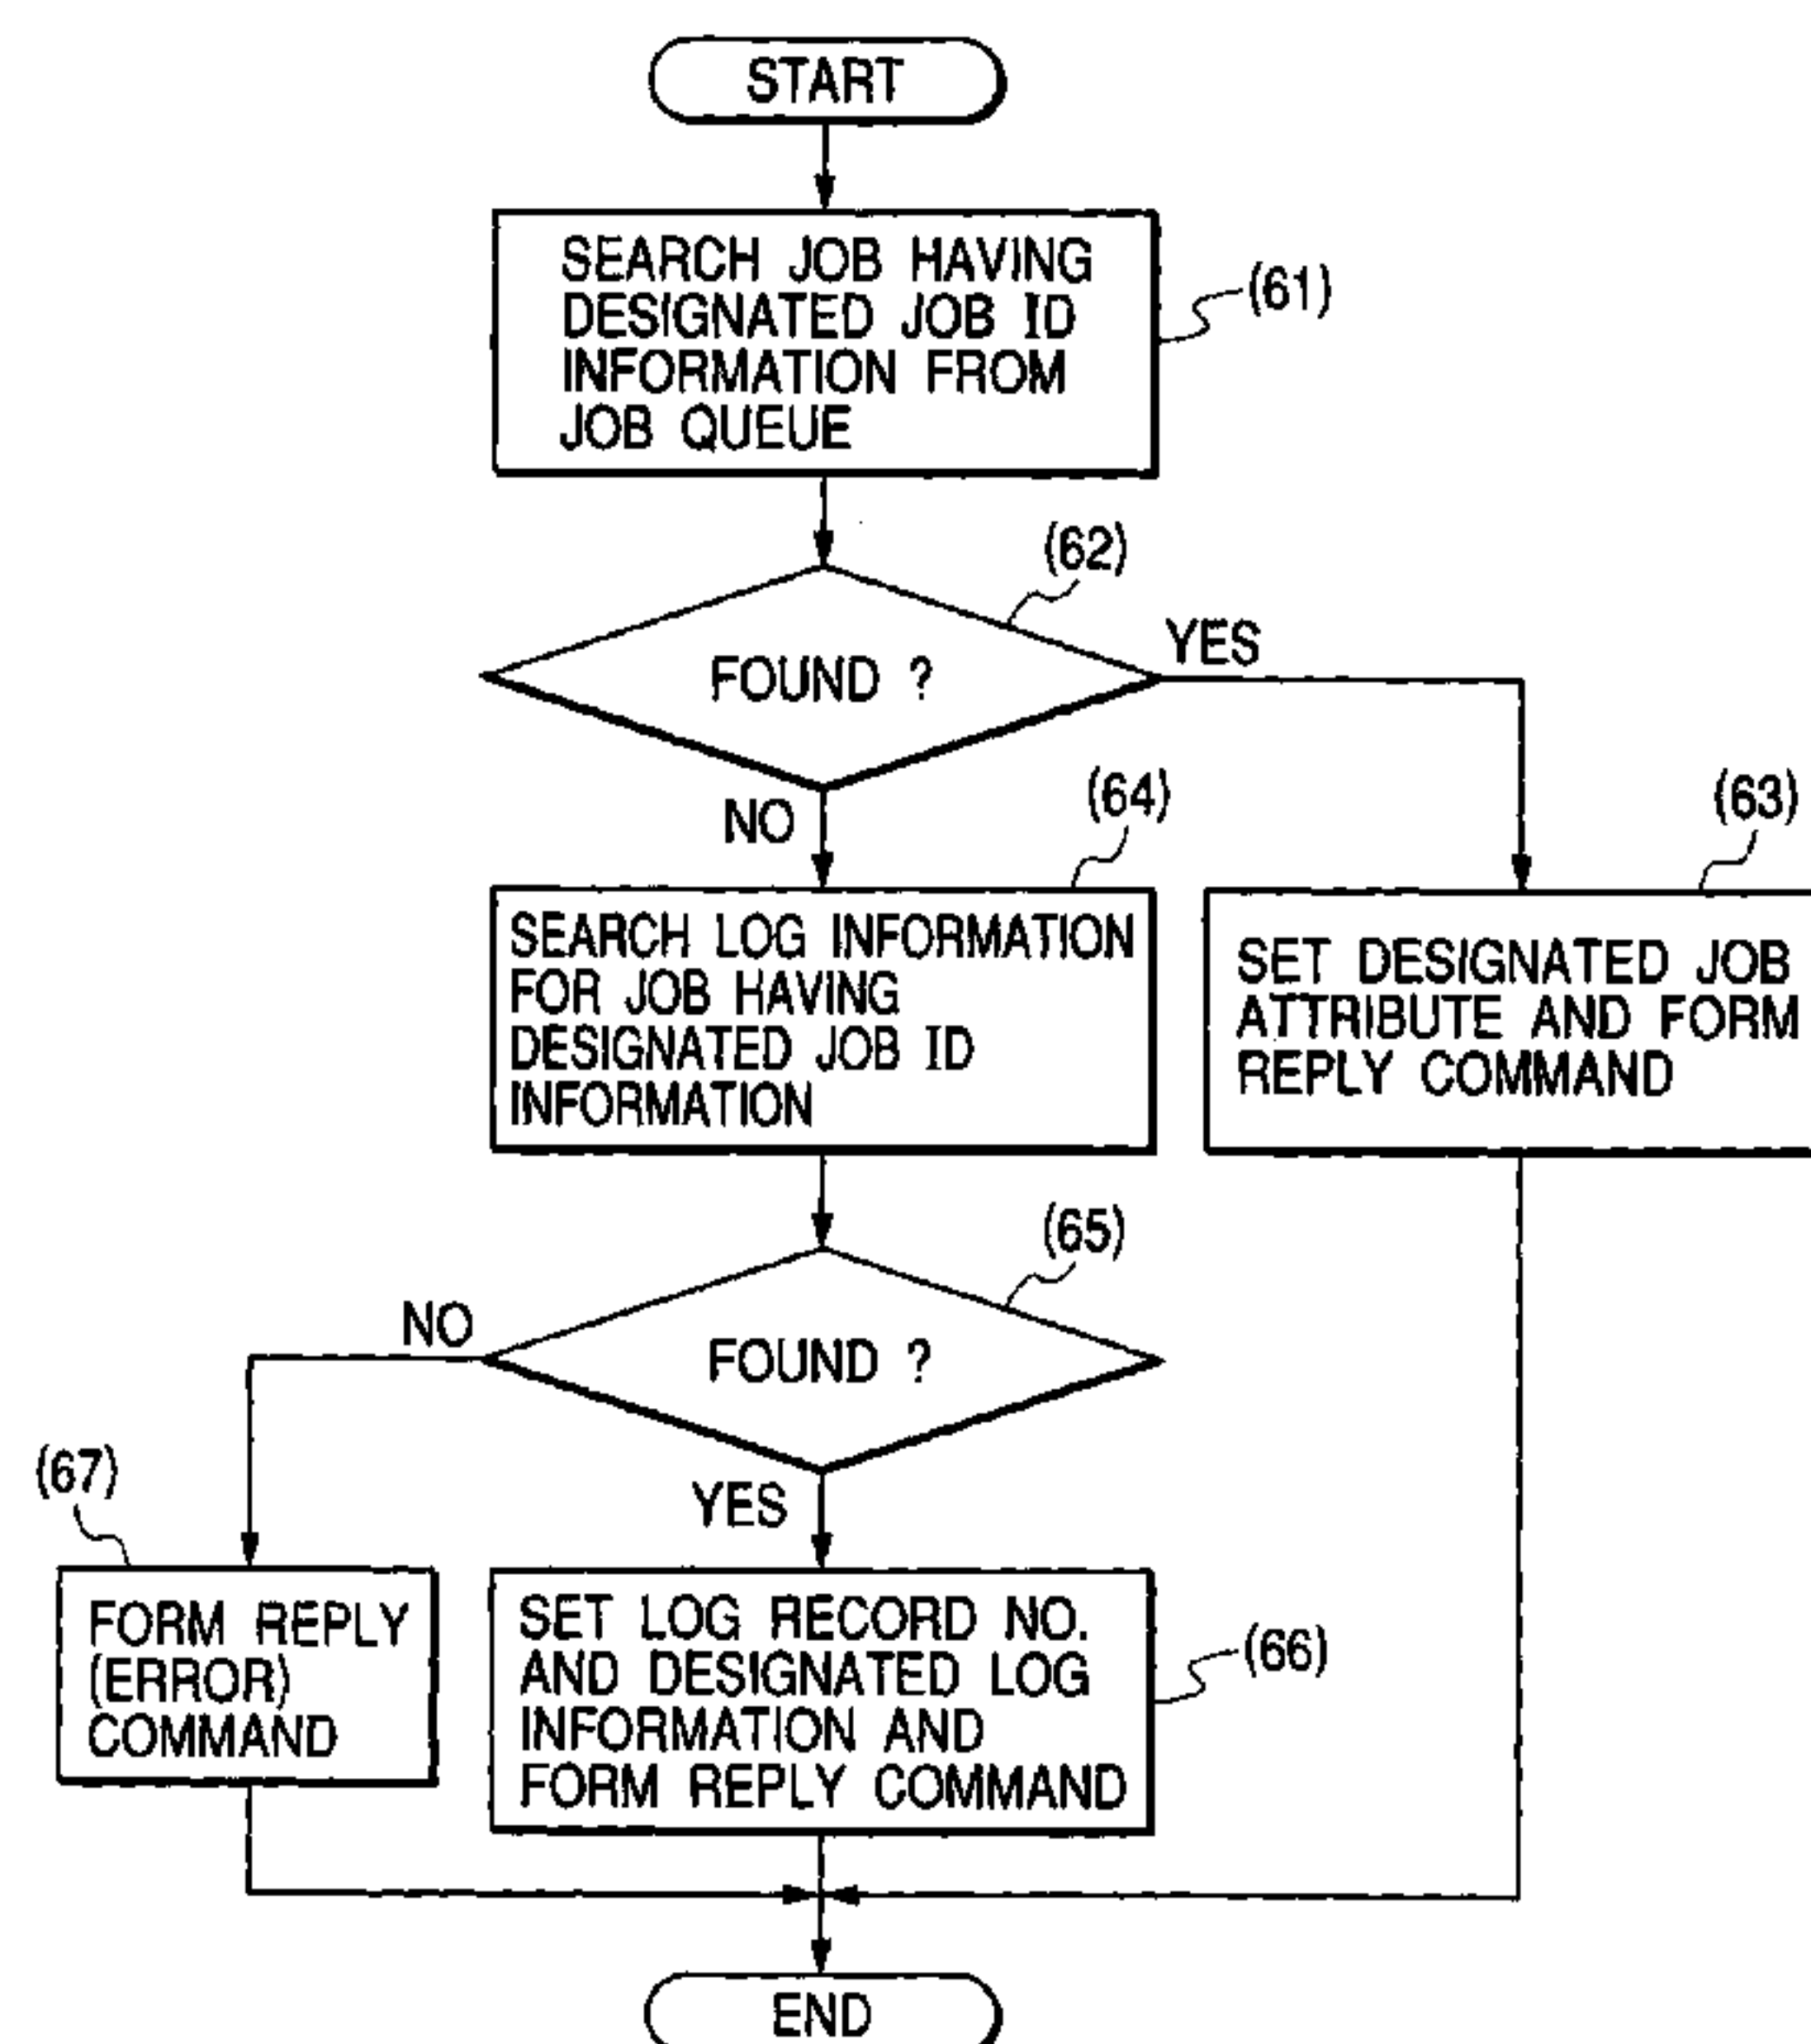 START
SEARCH JOB HAVING
DESIGNATED JOB ID
INFORMATION FROM
JOB QUEUE
(61)
(62)
FOUND ?
YES
NO
(64)
(63)
SEARCH LOG INFORMATION
FOR JOB HAVING
DESIGNATED JOB ID
INFORMATION
SET DESIGNATED JOB
ATTRIBUTE AND FORM
REPLY COMMAND
(65)
NO
FOUND ?
YES
(67)
FORM REPLY
(ERROR)
COMMAND
SET LOG RECORD NO.
AND DESIGNATED LOG
INFORMATION AND
FORM REPLY COMMAND
(66)
END